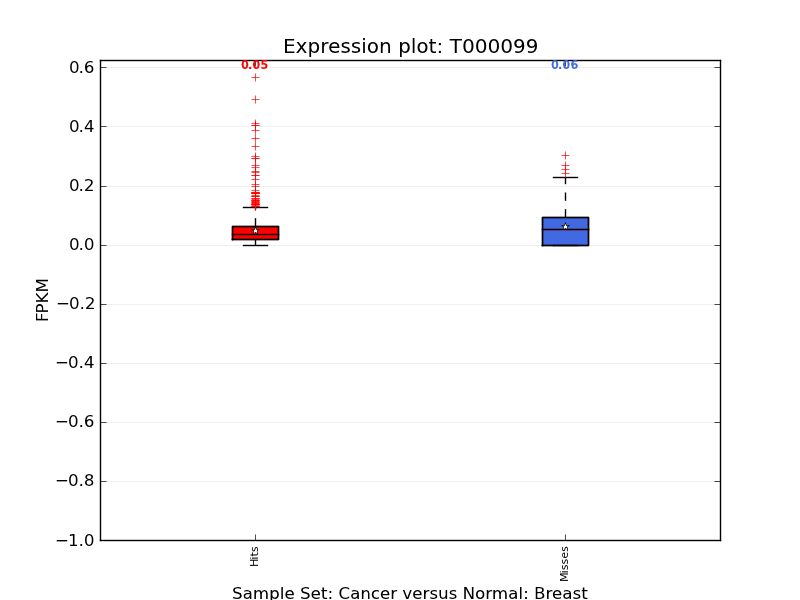 Expression plot: T000099
0.05
0.06
0.6
0.4
0.2
0.0
−0.2
−0.4
−0.6
−0.8
−1.0
FPKM
Hits
Misses
Sample Set: Cancer versus Normal: Breast